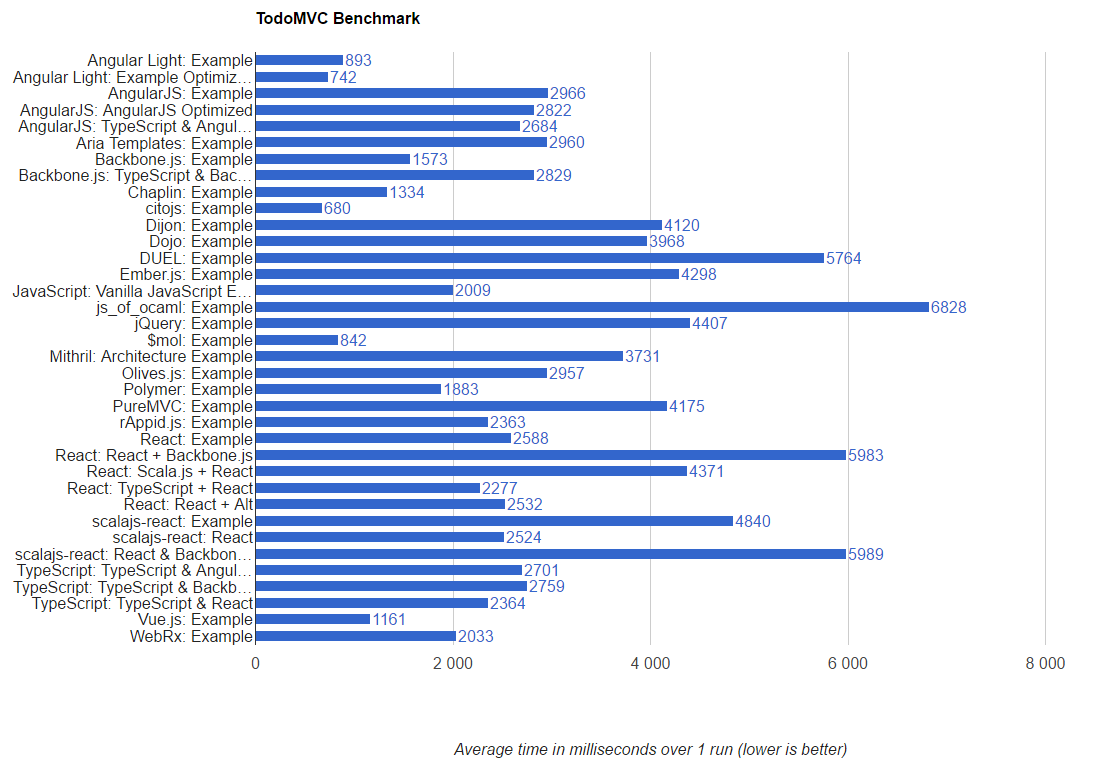 TodoMVC Benchmark
Angular Light: Example 893
Angular Light: Example Optimiz… 742
AngularJS: Example 2966
AngularJS: AngularJS Optimized 2822
AngularJS: TypeScript & Angul… 2684
Aria Templates: Example 2960
Backbone.js: Example 1573
Backbone.js: TypeScript & Bac… 2829
Chaplin: Example 1334
citojs: Example 680
Dijon: Example 4120
Dojo: Example 3968
DUEL: Example 5764
Ember.js: Example 4298
JavaScript: Vanilla JavaScript E… 2009
js_of_ocaml: Example 6828
jQuery: Example 4407
$mol: Example 842
Mithril: Architecture Example 3731
Olives.js: Example 2957
Polymer: Example 1883
PureMVC: Example 4175
rAppid.js: Example 2363
React: Example 2588
React: React + Backbone.js 5983
React: Scala.js + React 4371
React: TypeScript + React 2277
React: React + Alt 2532
scalajs-react: Example 4840
scalajs-react: React 2524
scalajs-react: React & Backbon… 5989
TypeScript: TypeScript & Angul… 2701
TypeScript: TypeScript & Backb… 2759
TypeScript: TypeScript & React 2364
Vue.js: Example 1161
WebRx: Example 2033
0 2 000 4 000 6 000 8 000
Average time in milliseconds over 1 run (lower is better)